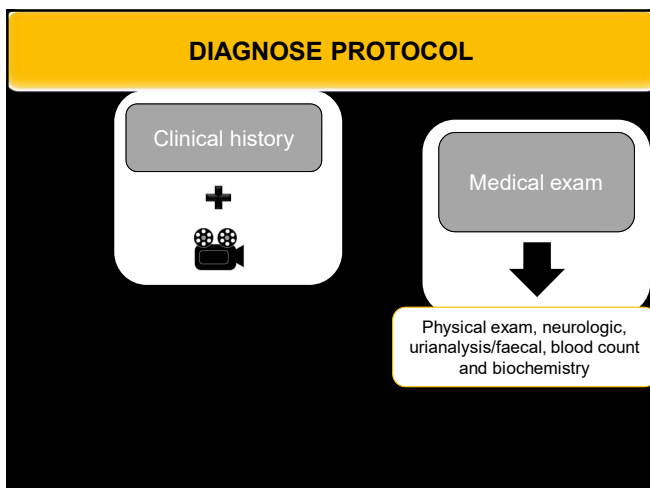 DIAGNOSE PROTOCOL
Clinical history
Medical exam
Physical exam, neurologic,
urianalysis/faecal, blood count
and biochemistry